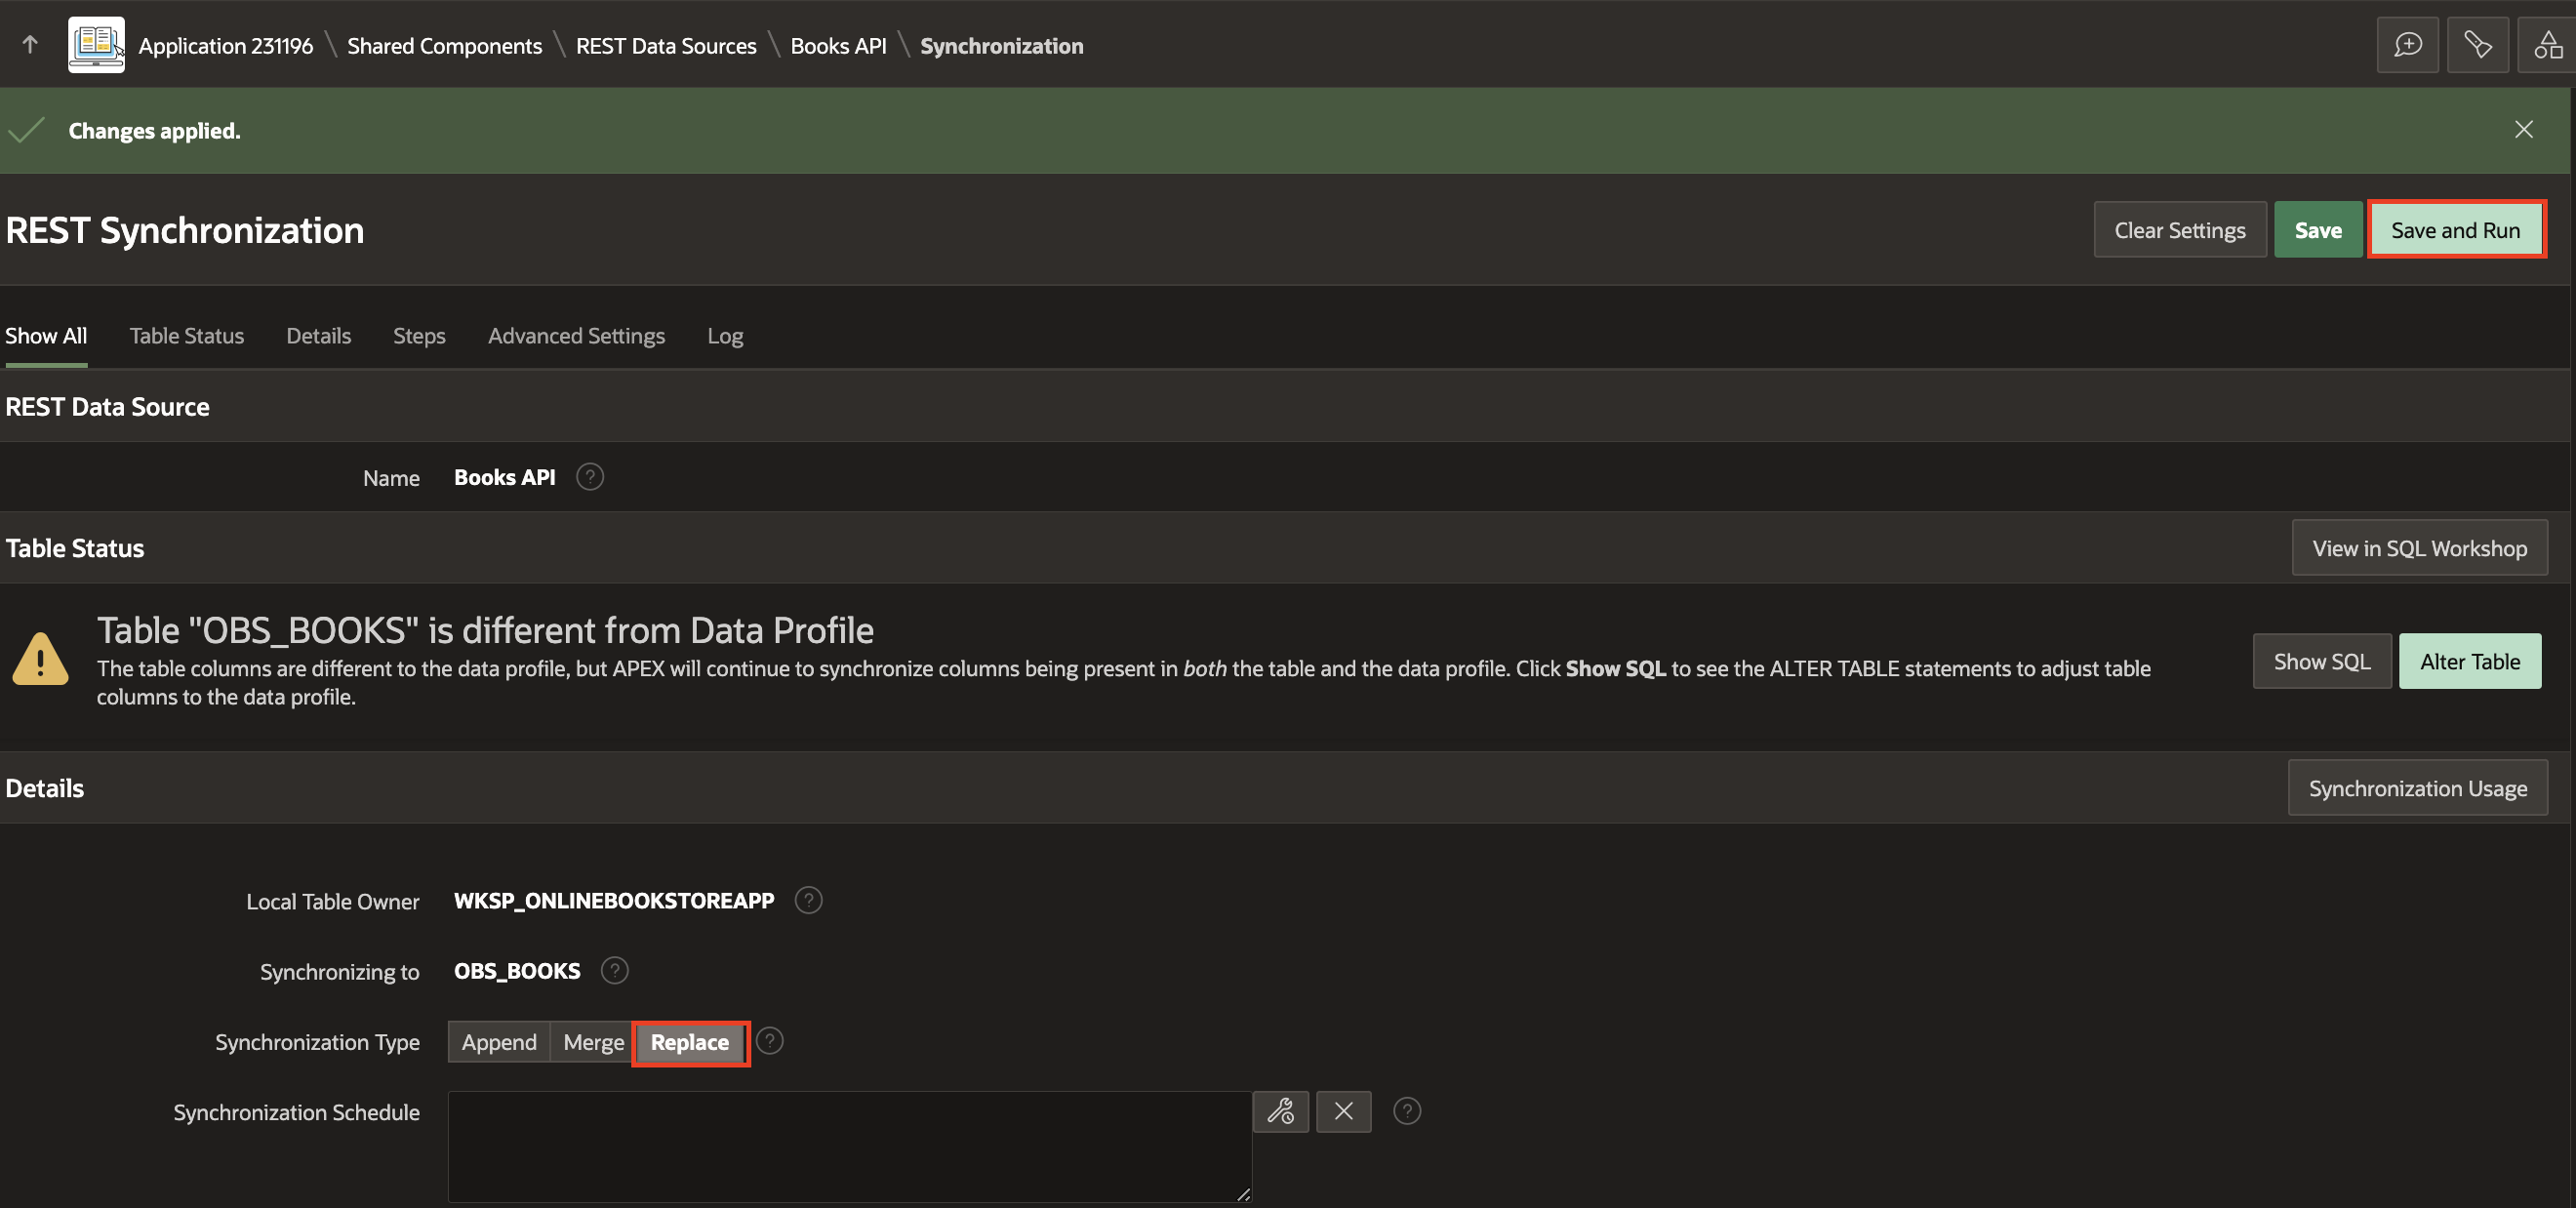 Application 231196 \ Shared Components \ REST Data Sources \ Books API \ Synchronization
Changes applied.
REST Synchronization
Clear Settings
Save
Save and Run
Show All
Table Status
Details
Steps
Advanced Settings
Log
REST Data Source
Name
Books API
?
Table Status
View in SQL Workshop
Table "OBS_BOOKS" is different from Data Profile
The table columns are different to the data profile, but APEX will continue to synchronize columns being present in both the table and the data profile. Click Show SQL to see the ALTER TABLE statements to adjust table
columns to the data profile.
Show SQL
Alter Table
Details
Synchronization Usage
Local Table Owner
WKSP_ONLINEBOOKSTOREAPP
?
Synchronizing to
OBS_BOOKS
?
Synchronization Type
Append
Merge
Replace
?
Synchronization Schedule
?